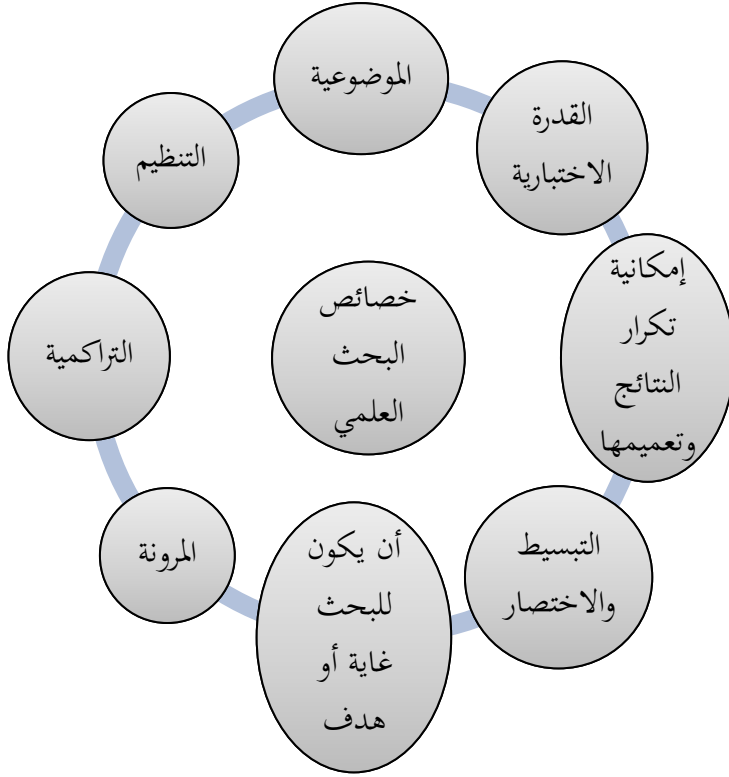 الموضوعية
القدرة
الاختبارية
إمكانية
تكرار
النتائج
وتعميمها
التبسيط
والاختصار
أن يكون
للبحث
غاية أو
هدف
المرونة
التراكمية
التنظيم
خصائص
البحث
العلمي